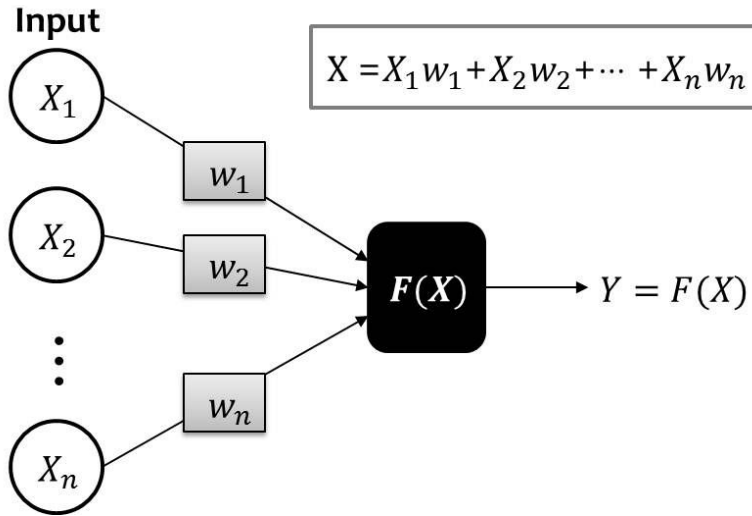 Input
X = X₁w₁+X₂w₂+⋯ +Xₙwₙ
X₁
w₁
X₂
w₂
F(X)
Y = F(X)
⋮
wₙ
Xₙ